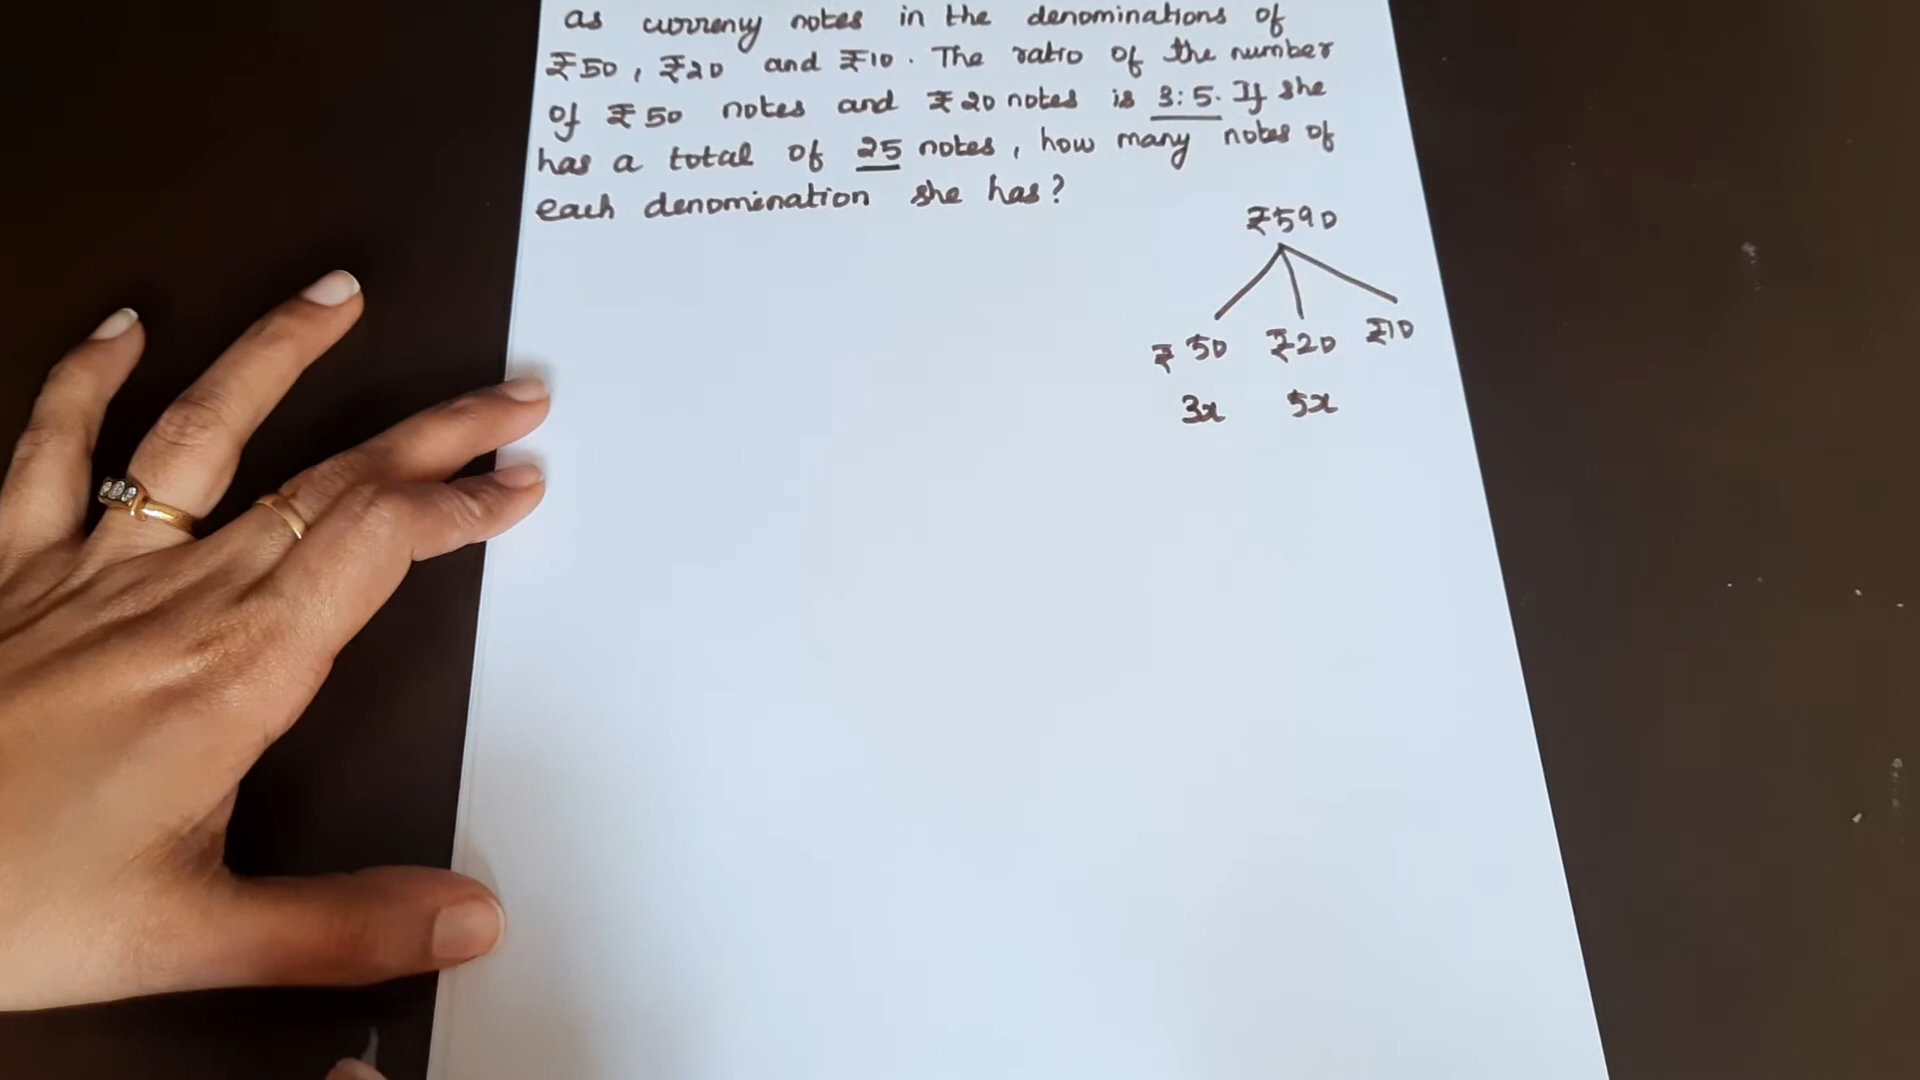 as curreny notes in the denominations of
₹50, ₹20 and ₹10. The ratio of the number
of ₹50 notes and ₹20 notes is 3:5. If she
has a total of 25 notes, how many notes of
each denomination she has?
₹590
₹50 ₹20 ₹10
3x 5x